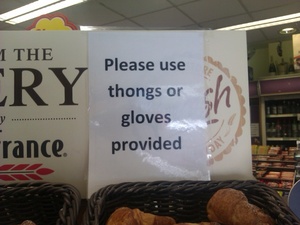 M THE
ERY
y
rance.
Please use
thongs or
gloves
provided